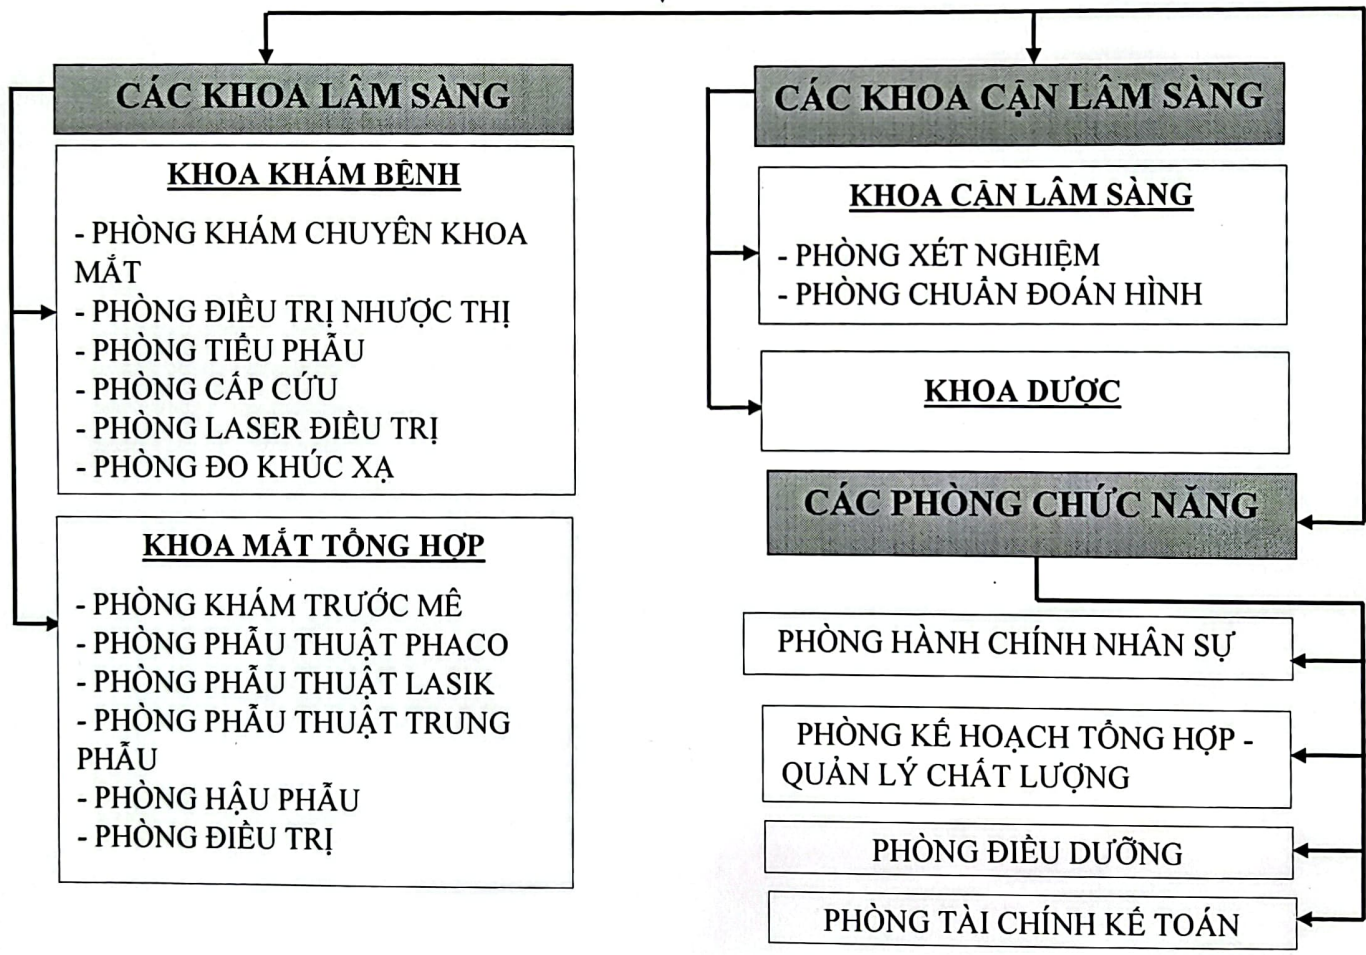 CÁC KHOA LÂM SÀNG
KHOA KHÁM BỆNH
- PHÒNG KHÁM CHUYÊN KHOA
MẮT
- PHÒNG ĐIỀU TRỊ NHƯỢC THỊ
- PHÒNG TIỂU PHẪU
- PHÒNG CẤP CỨU
- PHÒNG LASER ĐIỀU TRỊ
- PHÒNG ĐO KHÚC XẠ
KHOA MẮT TỔNG HỢP
- PHÒNG KHÁM TRƯỚC MÊ
- PHÒNG PHẪU THUẬT PHACO
- PHÒNG PHẪU THUẬT LASIK
- PHÒNG PHẪU THUẬT TRUNG
PHẪU
- PHÒNG HẬU PHẪU
- PHÒNG ĐIỀU TRỊ
CÁC KHOA CẬN LÂM SÀNG
KHOA CẬN LÂM SÀNG
- PHÒNG XÉT NGHIỆM
- PHÒNG CHUẨN ĐOÁN HÌNH
KHOA DƯỢC
CÁC PHÒNG CHỨC NĂNG
PHÒNG HÀNH CHÍNH NHÂN SỰ
PHÒNG KẾ HOẠCH TỔNG HỢP -
QUẢN LÝ CHẤT LƯỢNG
PHÒNG ĐIỀU DƯỠNG
PHÒNG TÀI CHÍNH KẾ TOÁN